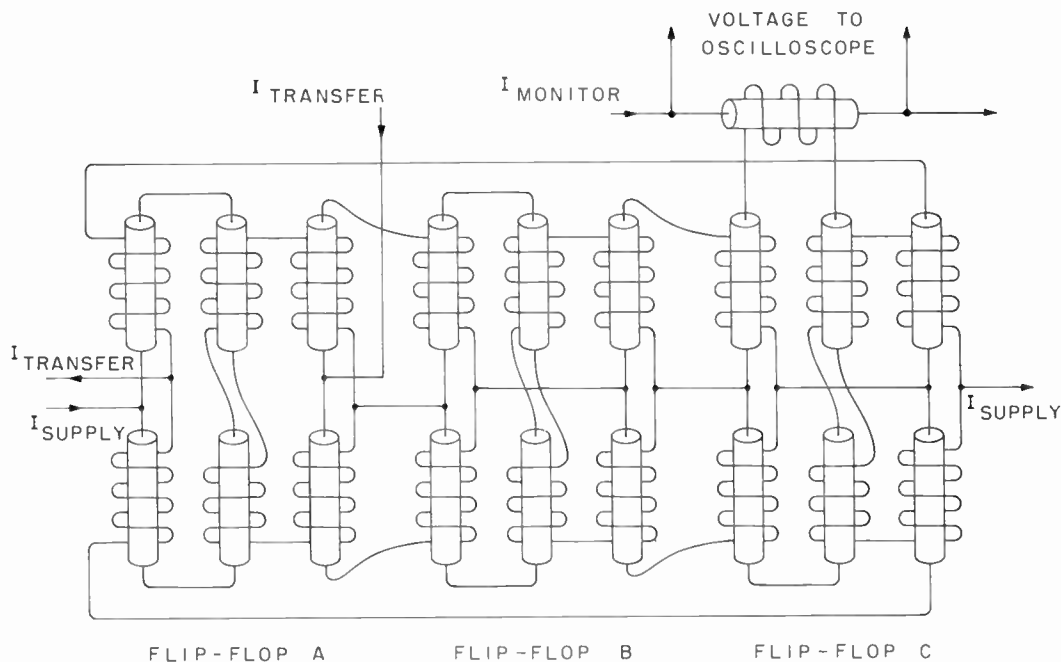 VOLTAGE TO
OSCILLOSCOPE
I TRANSFER
I MONITOR
I TRANSFER
I SUPPLY
I SUPPLY
FLIP-FLOP A
FLIP-FLOP B
FLIP-FLOP C